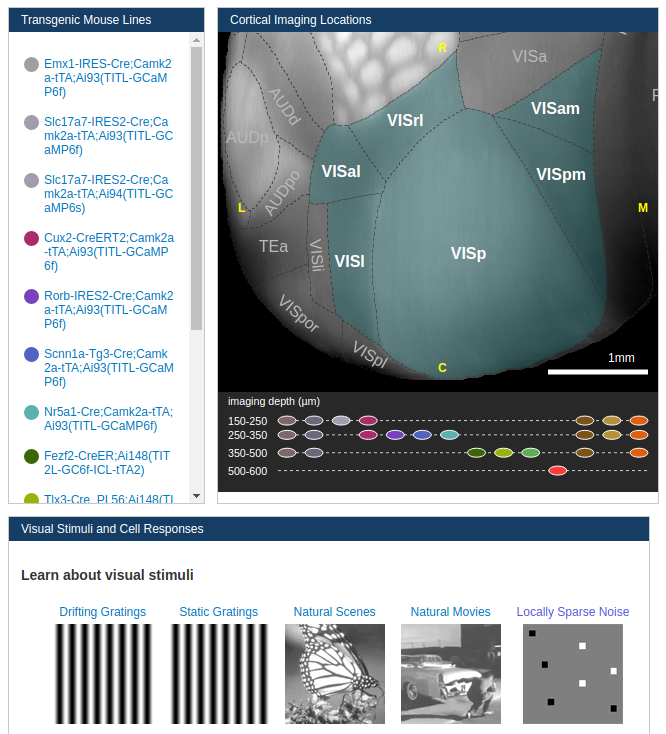 Transgenic Mouse Lines
Emx1-IRES-Cre;Camk2
a-tTA;Ai93(TITL-GCaM
P6f)
Slc17a7-IRES2-Cre;Ca
mk2a-tTA;Ai93(TITL-GC
aMP6f)
Slc17a7-IRES2-Cre;Ca
mk2a-tTA;Ai94(TITL-GC
aMP6s)
Cux2-CreERT2;Camk2a
-tTA;Ai93(TITL-GCaMP
6f)
Rorb-IRES2-Cre;Camk2
a-tTA;Ai93(TITL-GCaM
P6f)
Scnn1a-Tg3-Cre;Camk
2a-tTA;Ai93(TITL-GCaM
P6f)
Nr5a1-Cre;Camk2a-tTA;
Ai93(TITL-GCaMP6f)
Fezf2-CreER;Ai148(TIT
2L-GC6f-ICL-tTA2)
Tlx3-Cre_PL56;Ai148(TI
Cortical Imaging Locations
R
VISa
AUDd
VISrl
VISam
AUDp
VISal
VISpm
AUDpo
L
M
TEa
VISli
VISl
VISp
VISpor
VISpl
C
1mm
imaging depth (µm)
150-250
250-350
350-500
500-600
Visual Stimuli and Cell Responses
Learn about visual stimuli
Drifting Gratings
Static Gratings
Natural Scenes
Natural Movies
Locally Sparse Noise